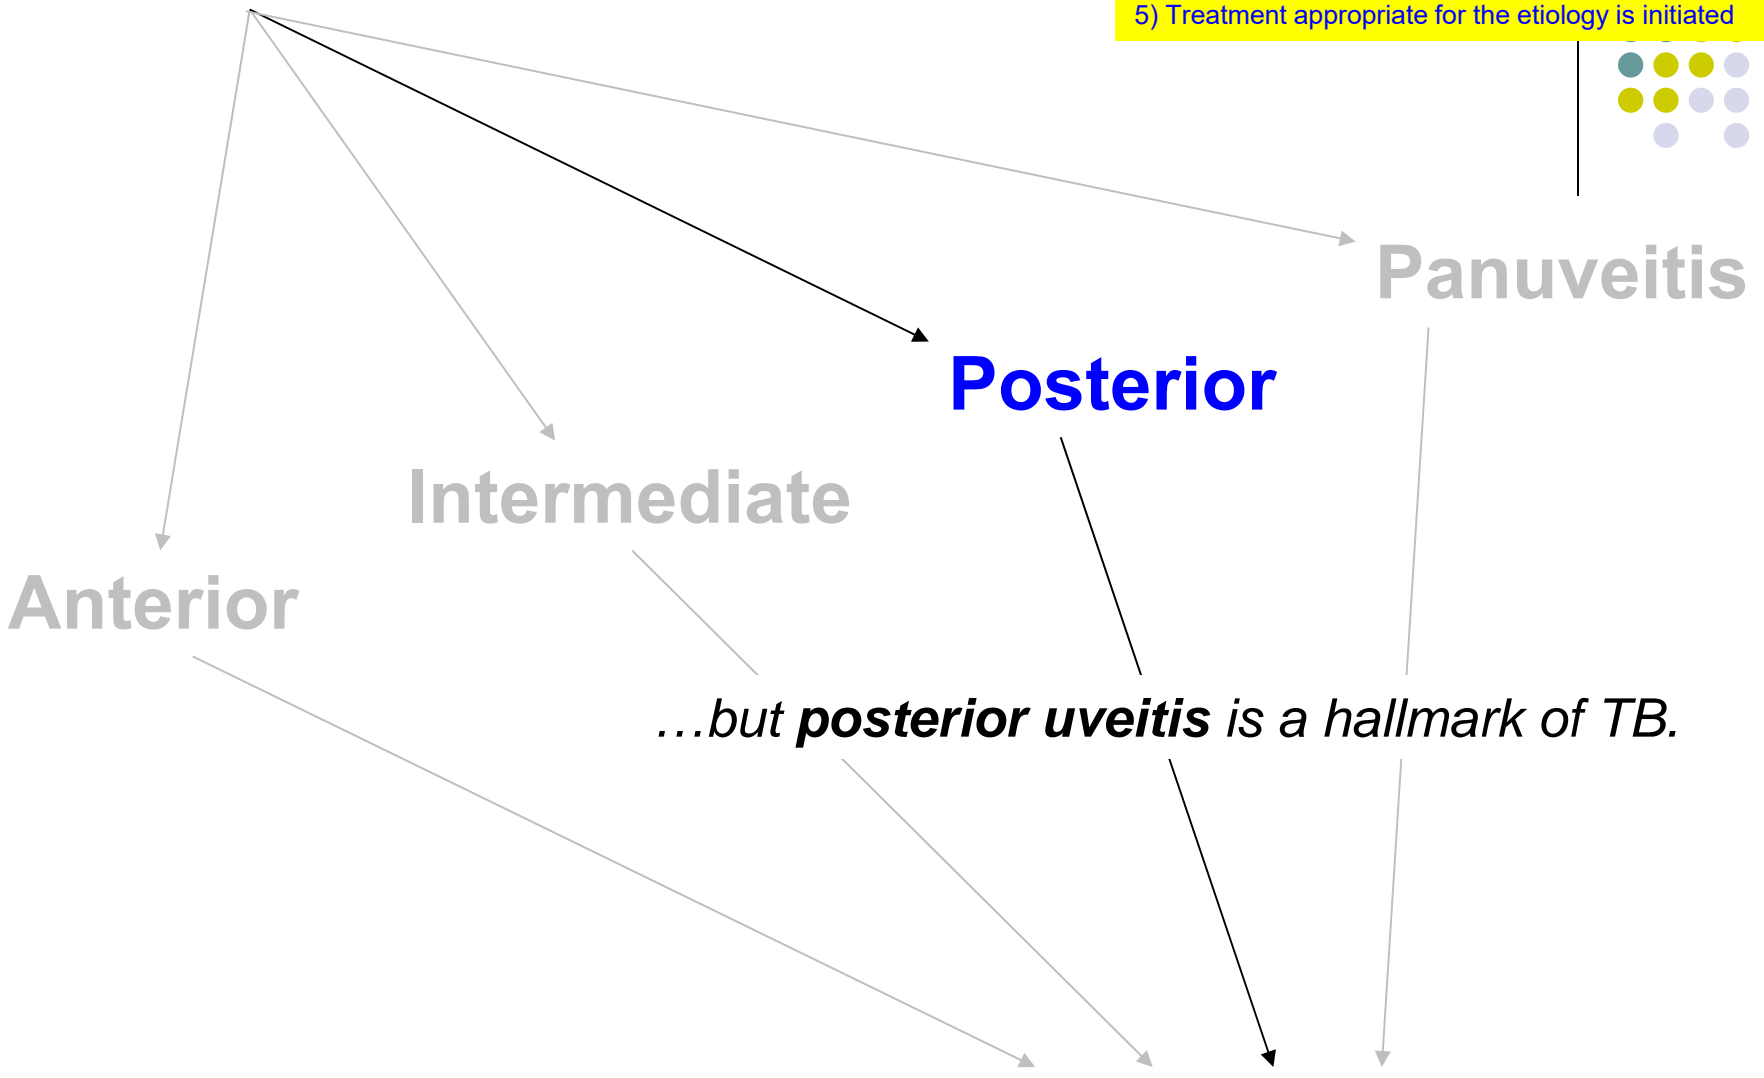 5) Treatment appropriate for the etiology is initiated
Panuveitis
Posterior
Intermediate
Anterior
…but posterior uveitis is a hallmark of TB.